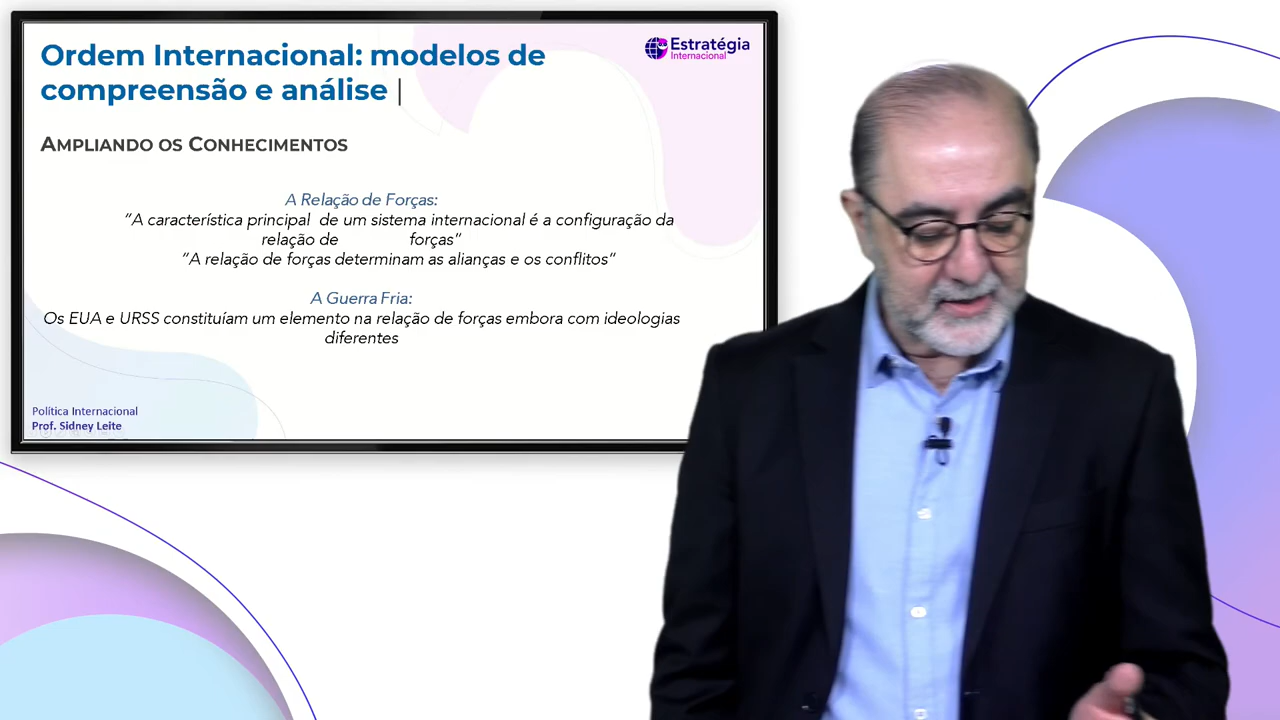 Ordem Internacional: modelos de
compreensão e análise |
Estratégia
Internacional
AMPLIANDO OS CONHECIMENTOS
A Relação de Forças:
"A característica principal de um sistema internacional é a configuração da
relação de forças"
"A relação de forças determinam as alianças e os conflitos"
A Guerra Fria:
Os EUA e URSS constituíam um elemento na relação de forças embora com ideologias
diferentes
Política Internacional
Prof. Sidney Leite